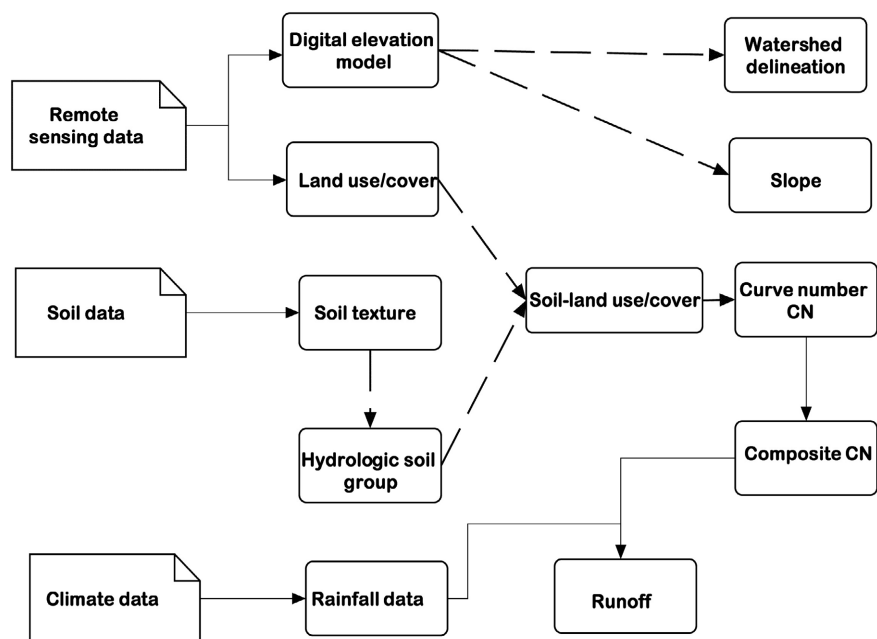 Digital elevation
model
Watershed
delineation
Remote
sensing data
Land use/cover
Slope
Soil data
Soil texture
Soil-land use/cover
Curve number
CN
Hydrologic soil
group
Composite CN
Climate data
Rainfall data
Runoff